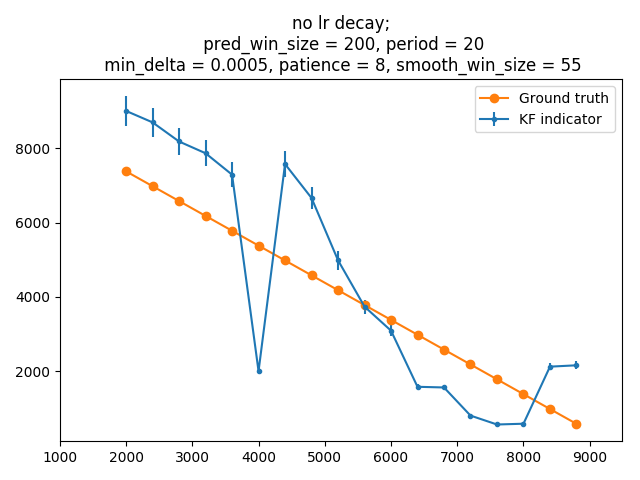 no lr decay;
pred_win_size = 200, period = 20
min_delta = 0.0005, patience = 8, smooth_win_size = 55
Ground truth
KF indicator
8000
6000
4000
2000
1000 2000 3000 4000 5000 6000 7000 8000 9000